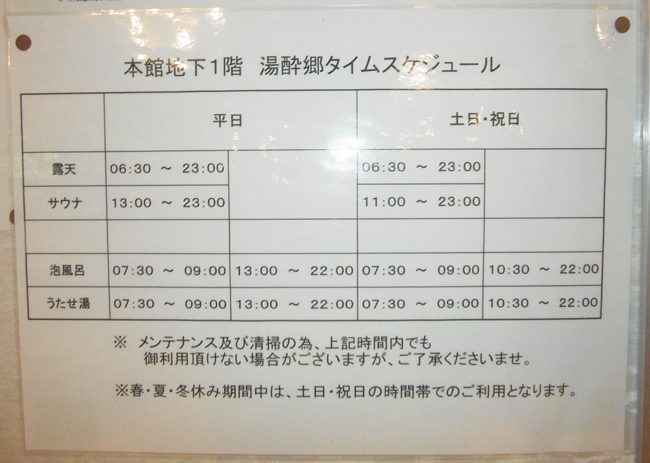 本館地下1階 湯酔郷タイムスケジュール
平日 土日・祝日
露天 06:30 ～ 23:00 06:30 ～ 23:00
サウナ 13:00 ～ 23:00 11:00 ～ 23:00
泡風呂 07:30 ～ 09:00 13:00 ～ 22:00 07:30 ～ 09:00 10:30 ～ 22:00
うたせ湯 07:30 ～ 09:00 13:00 ～ 22:00 07:30 ～ 09:00 10:30 ～ 22:00
※ メンテナンス及び清掃の為、上記時間内でも
御利用頂けない場合がございますが、ご了承くださいませ。
※春・夏・冬休み期間中は、土日・祝日の時間帯でのご利用となります。